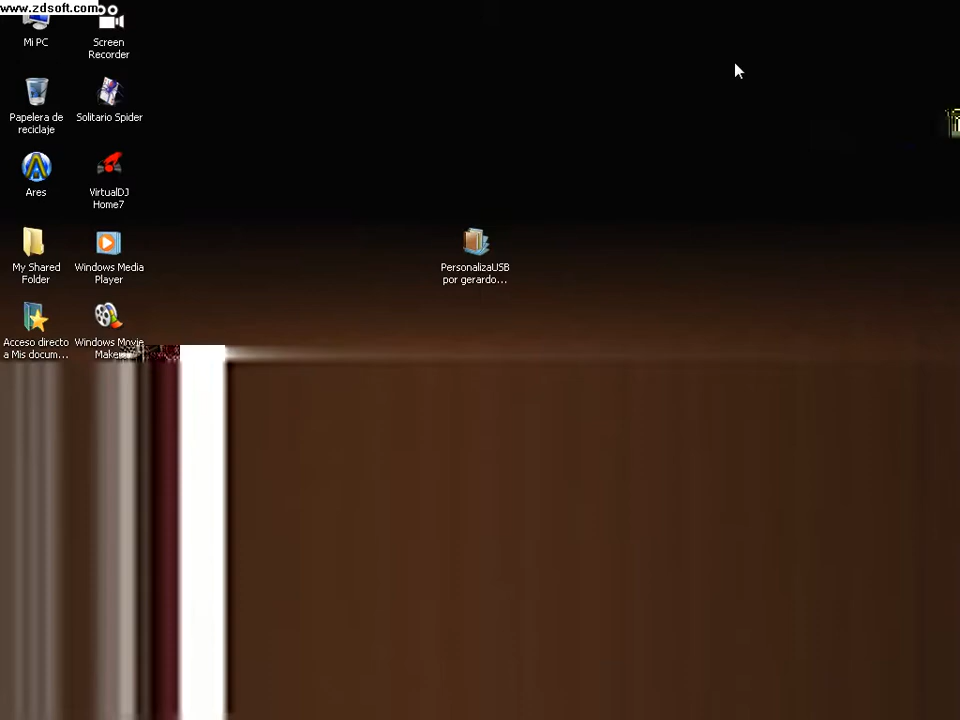 www.zdsoft.com
Mi PC
Screen
Recorder
Papelera de
reciclaje
Solitario Spider
Ares
VirtualDJ
Home7
My Shared
Folder
Windows Media
Player
PersonalizaUSB
por gerardo...
Acceso directo
a Mis docum...
Windows Movie
Maker